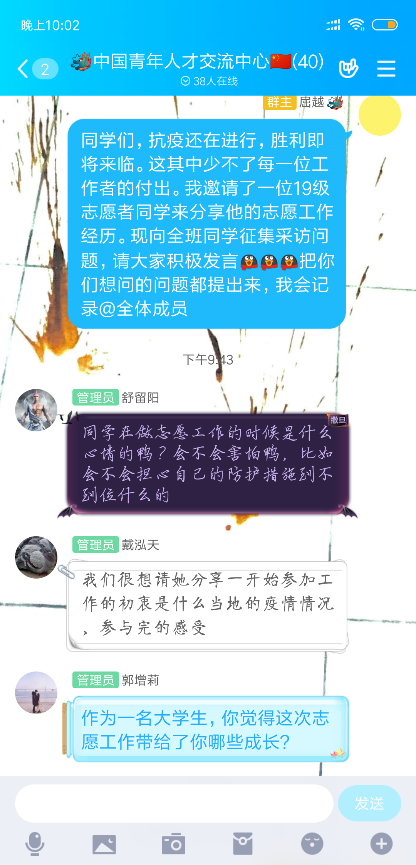 晚上10:02
2
中国青年人才交流中心🇨🇳(40)
38人在线
群主 屈越
同学们，抗疫还在进行，胜利即
将来临。这其中少不了每一位工
作者的付出。我邀请了一位19级
志愿者同学来分享他的志愿工作
经历。现向全班同学征集采访问
题，请大家积极发言🐧🐧🐧把你
们想问的问题都提出来，我会记
录@全体成员
下午9:43
管理员 舒留阳
撒旦
同学在做志愿工作的时候是什么
心情的鸭？会不会害怕鸭，比如
会不会担心自己的防护措施到不
到位什么的
管理员 戴泓天
我们很想请她分享一开始参加工
作的初衷是什么当地的疫情情况
、参与完的感受
管理员 郭增莉
作为一名大学生，你觉得这次志
愿工作带给了你哪些成长？
发送